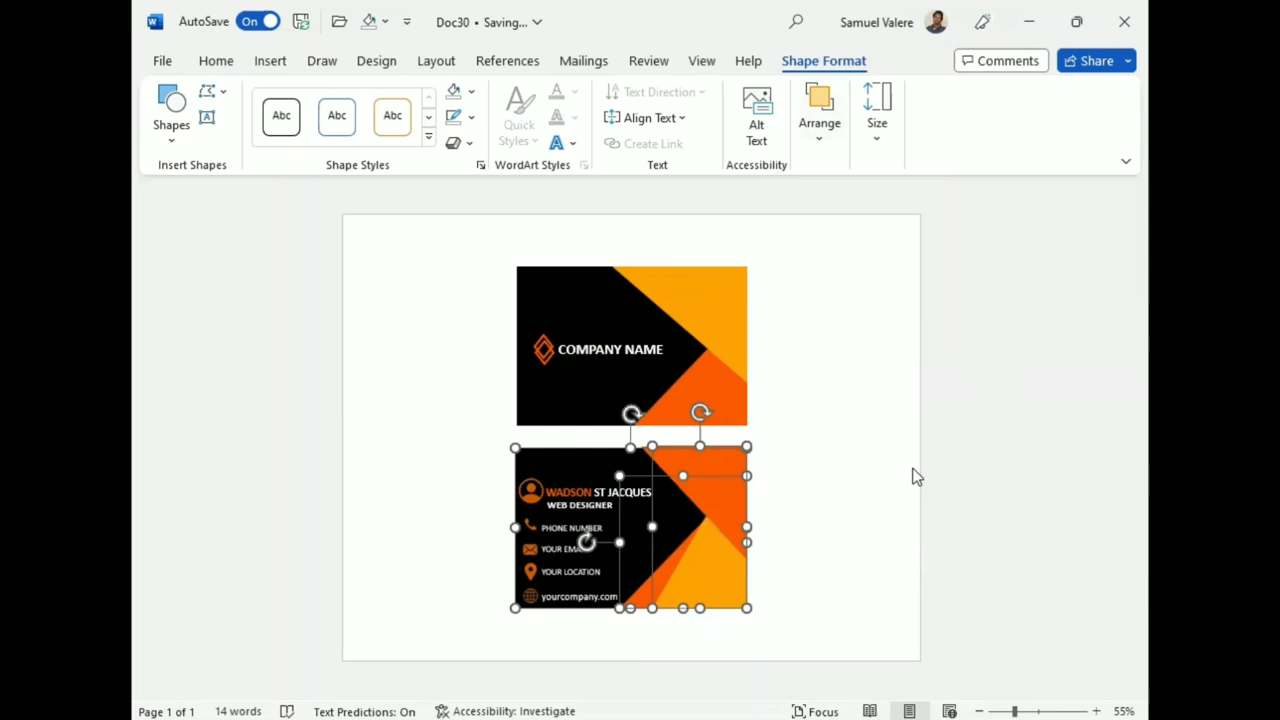 AutoSave On Doc30 • Saving... Samuel Valere
File Home Insert Draw Design Layout References Mailings Review View Help Shape Format Comments Share
Shapes
Insert Shapes
Abc Abc Abc
Shape Styles
Quick Styles
WordArt Styles
Text Direction
Align Text
Create Link
Text
Alt Text
Accessibility
Arrange
Size
COMPANY NAME
WADSON ST JACQUES
WEB DESIGNER
PHONE NUMBER
YOUR
YOUR LOCATION
yourcompany.com
Page 1 of 1 14 words Text Predictions: On Accessibility: Investigate Focus 55%